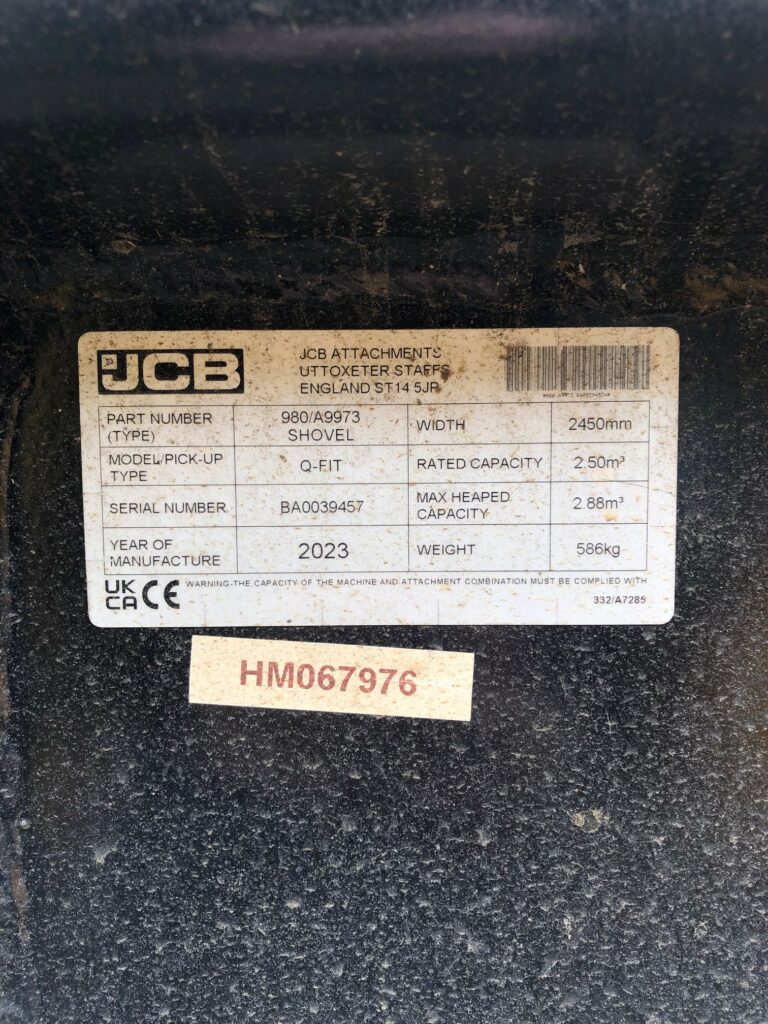 JCB
JCB ATTACHMENTS
UTTOXETER STAFFS
ENGLAND ST14 5JP
PART NUMBER (TYPE) 980/A9973 SHOVEL WIDTH 2450mm
MODEL/PICK-UP TYPE Q-FIT RATED CAPACITY 2.50m³
SERIAL NUMBER BA0039457 MAX HEAPED CAPACITY 2.88m³
YEAR OF MANUFACTURE 2023 WEIGHT 586kg
UK CA CE WARNING-THE CAPACITY OF THE MACHINE AND ATTACHMENT COMBINATION MUST BE COMPLIED WITH
332/A7285
HM067976